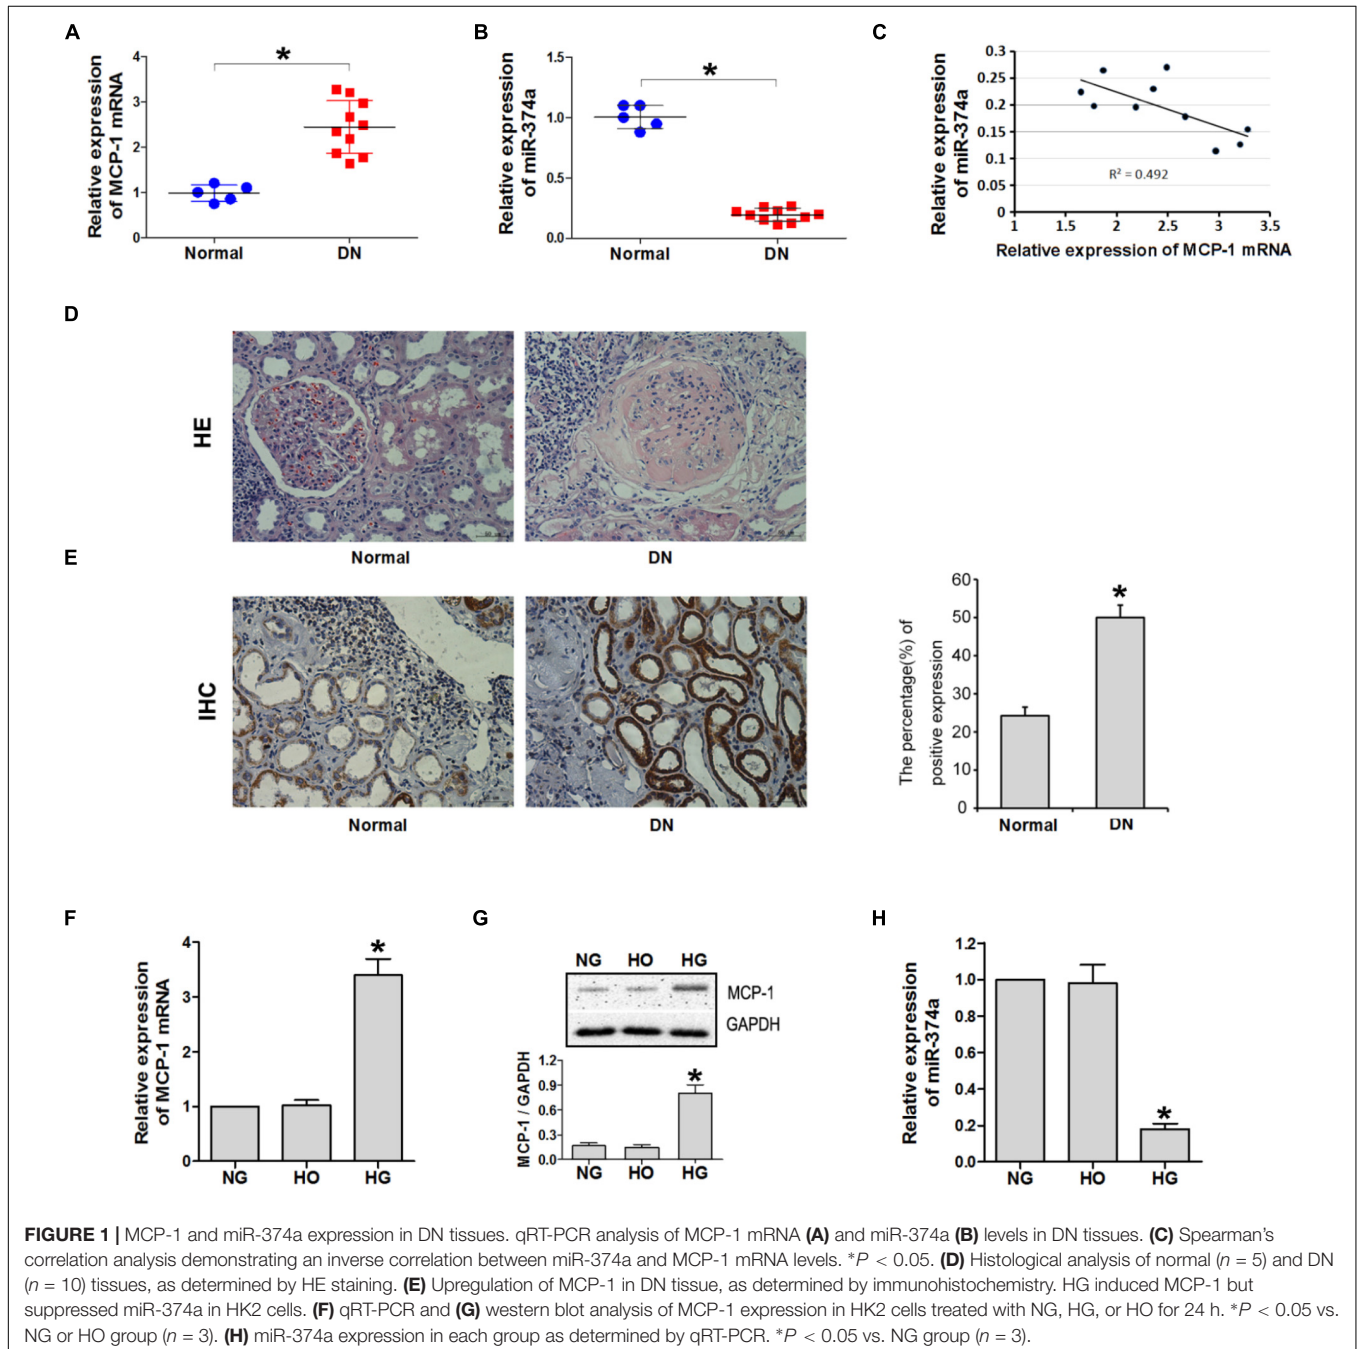 A
Relative expression
of MCP-1 mRNA
4
3
2
1
0
*
Normal
DN
B
Relative expression
of miR-374a
1.5
1.0
0.5
0.0
*
Normal
DN
C
Relative expression
of miR-374a
0.3
0.25
0.2
0.15
0.1
0.05
0
R² = 0.492
1
1.5
2
2.5
3
3.5
Relative expression of MCP-1 mRNA
D
HE
Normal
DN
E
IHC
Normal
DN
The percentage(%) of
positive expression
60
50
40
30
20
10
0
*
Normal
DN
F
Relative expression
of MCP-1 mRNA
4
3
2
1
0
*
NG
HO
HG
G
NG HO HG
MCP-1
GAPDH
MCP-1 / GAPDH
1.2
0.9
0.6
0.3
0.0
*
NG
HO
HG
H
Relative expression
of miR-374a
1.2
1.0
0.8
0.6
0.4
0.2
0.0
*
NG
HO
HG
FIGURE 1 | MCP-1 and miR-374a expression in DN tissues. qRT-PCR analysis of MCP-1 mRNA (A) and miR-374a (B) levels in DN tissues. (C) Spearman's
correlation analysis demonstrating an inverse correlation between miR-374a and MCP-1 mRNA levels. *P < 0.05. (D) Histological analysis of normal (n = 5) and DN
(n = 10) tissues, as determined by HE staining. (E) Upregulation of MCP-1 in DN tissue, as determined by immunohistochemistry. HG induced MCP-1 but
suppressed miR-374a in HK2 cells. (F) qRT-PCR and (G) western blot analysis of MCP-1 expression in HK2 cells treated with NG, HG, or HO for 24 h. *P < 0.05 vs.
NG or HO group (n = 3). (H) miR-374a expression in each group as determined by qRT-PCR. *P < 0.05 vs. NG group (n = 3).